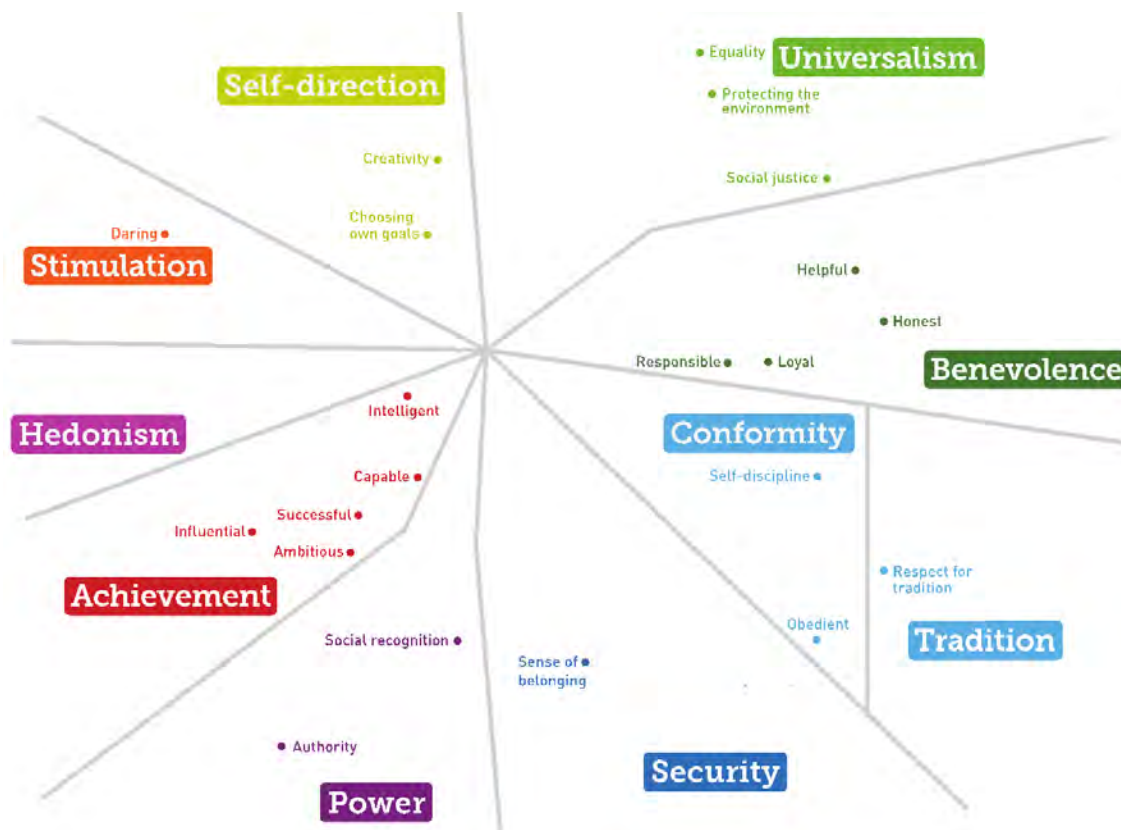 Equality
Universalism
Self-direction
Protecting the
environment
Creativity
Social justice
Choosing
own goals
Daring
Stimulation
Helpful
Honest
Responsible
Loyal
Benevolence
Intelligent
Hedonism
Conformity
Capable
Self-discipline
Successful
Influential
Ambitious
Achievement
Respect for
tradition
Obedient
Tradition
Social recognition
Sense of
belonging
Authority
Security
Power